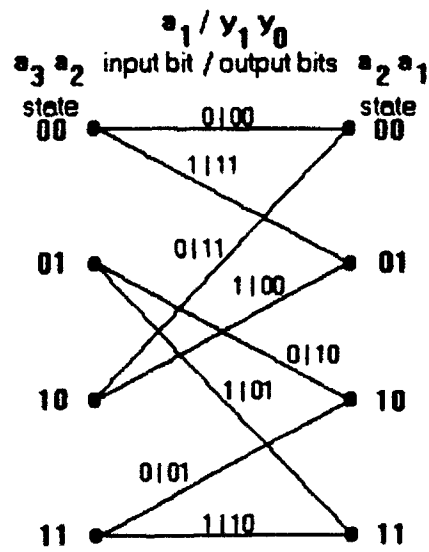 a1 / y1 y0
a3 a2 input bit / output bits a2 a1
state state
00 0|00 00
1|11
01 0|11 01
1|00
0|10
10 1|01 10
0|01
11 1|10 11